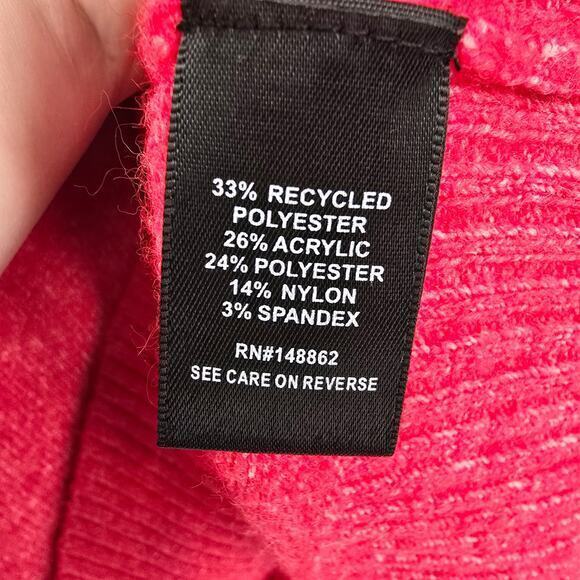 33% RECYCLED
POLYESTER
26% ACRYLIC
24% POLYESTER
14% NYLON
3% SPANDEX
RN#148862
SEE CARE ON REVERSE